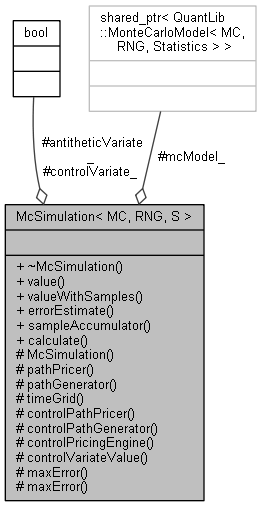 bool
shared_ptr< QuantLib
::MonteCarloModel< MC,
RNG, Statistics > >
#antitheticVariate
_
#controlVariate_
#mcModel_
McSimulation< MC, RNG, S >
+ ~McSimulation()
+ value()
+ valueWithSamples()
+ errorEstimate()
+ sampleAccumulator()
+ calculate()
# McSimulation()
# pathPricer()
# pathGenerator()
# timeGrid()
# controlPathPricer()
# controlPathGenerator()
# controlPricingEngine()
# controlVariateValue()
# maxError()
# maxError()